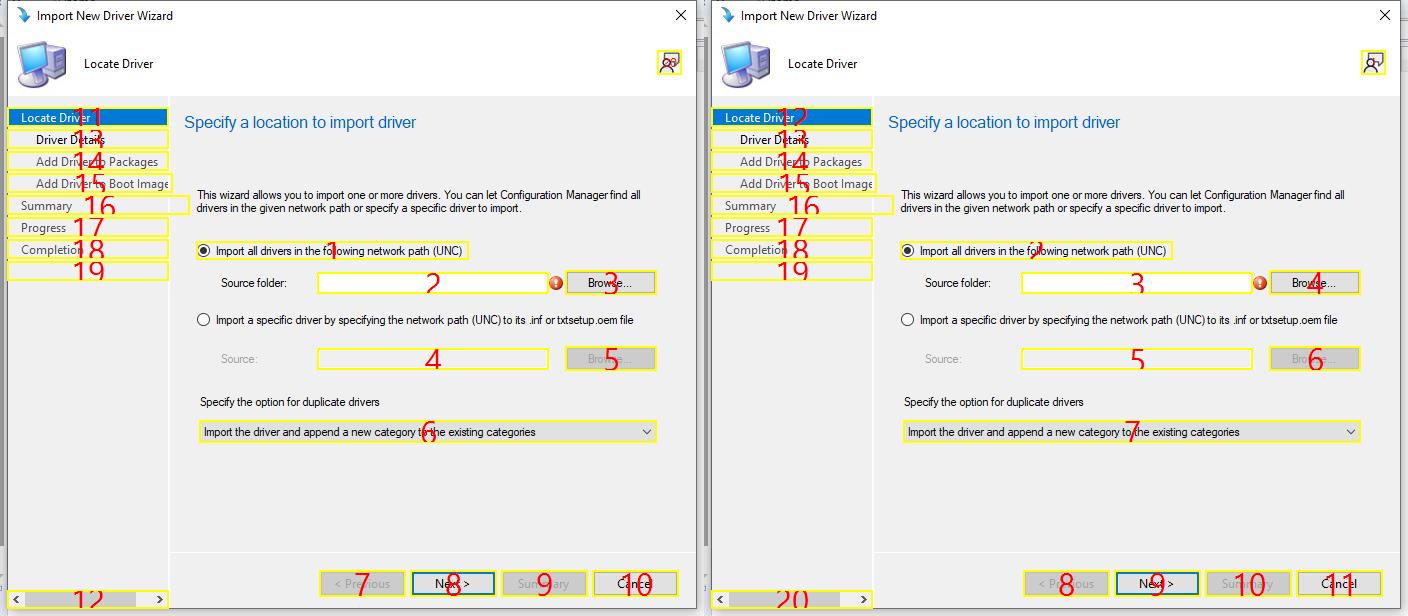 Import New Driver Wizard
Locate Driver
11
Locate Driver
13
Driver Details
14
Add Driver to Packages
15
Add Driver to Boot Image
16
Summary
17
Progress
18
Completion
19
12
Specify a location to import driver
This wizard allows you to import one or more drivers. You can let Configuration Manager find all
drivers in the given network path or specify a specific driver to import.
1
Import all drivers in the following network path (UNC)
Source folder: 2 Browse... 3
Import a specific driver by specifying the network path (UNC) to its .inf or txtsetup.oem file
Source: 4 Browse... 5
Specify the option for duplicate drivers
6
Import the driver and append a new category to the existing categories
< Previous 7 Next > 8 Summary 9 Cancel 10
Import New Driver Wizard
Locate Driver
12
Locate Driver
13
Driver Details
14
Add Driver to Packages
15
Add Driver to Boot Image
16
Summary
17
Progress
18
Completion
19
20
Specify a location to import driver
This wizard allows you to import one or more drivers. You can let Configuration Manager find all
drivers in the given network path or specify a specific driver to import.
2
Import all drivers in the following network path (UNC)
Source folder: 3 Browse... 4
Import a specific driver by specifying the network path (UNC) to its .inf or txtsetup.oem file
Source: 5 Browse... 6
Specify the option for duplicate drivers
7
Import the driver and append a new category to the existing categories
< Previous 8 Next > 9 Summary 10 Cancel 11